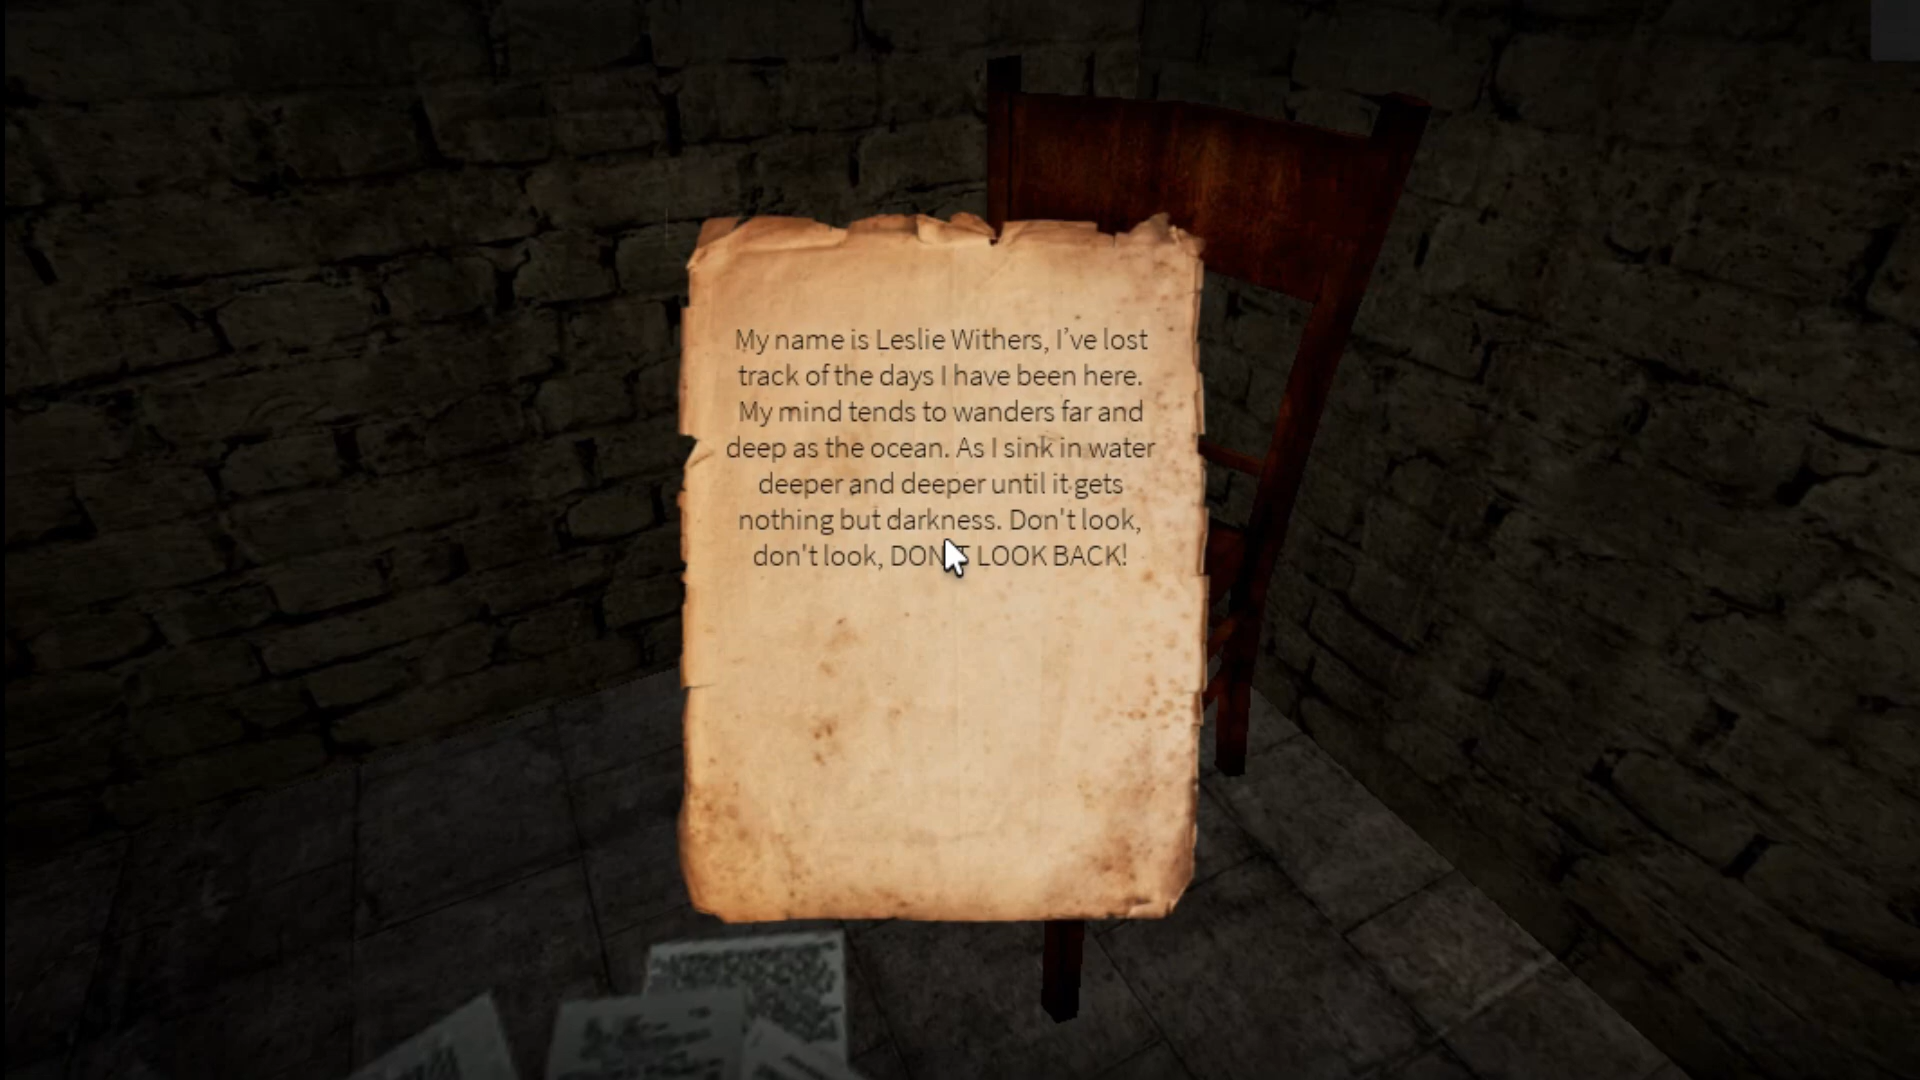 My name is Leslie Withers, I've lost
track of the days I have been here.
My mind tends to wanders far and
deep as the ocean. As I sink in water
deeper and deeper until it gets
nothing but darkness. Don't look,
don't look, DON'T LOOK BACK!